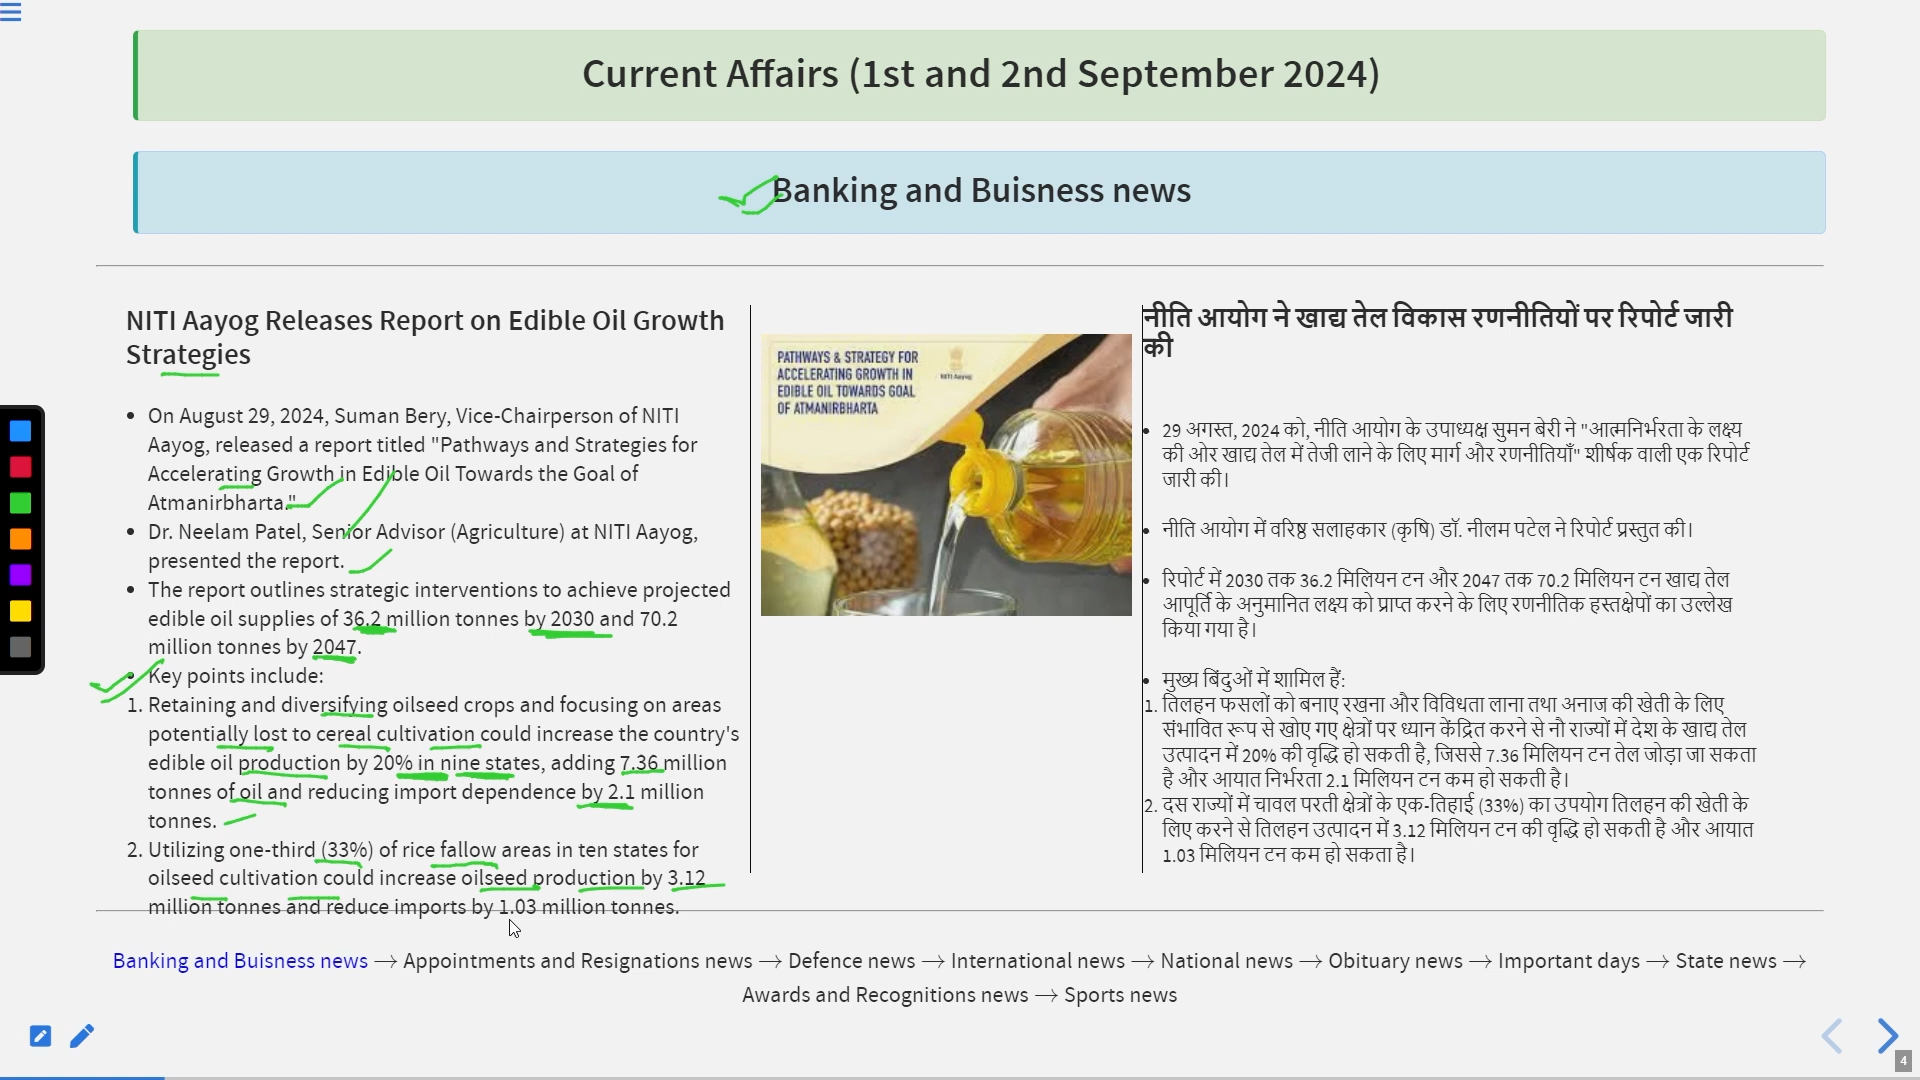 Current Affairs (1st and 2nd September 2024)
Banking and Buisness news
NITI Aayog Releases Report on Edible Oil Growth
Strategies
• On August 29, 2024, Suman Bery, Vice-Chairperson of NITI
Aayog, released a report titled "Pathways and Strategies for
Accelerating Growth in Edible Oil Towards the Goal of
Atmanirbharta."
• Dr. Neelam Patel, Senior Advisor (Agriculture) at NITI Aayog,
presented the report.
• The report outlines strategic interventions to achieve projected
edible oil supplies of 36.2 million tonnes by 2030 and 70.2
million tonnes by 2047.
• Key points include:
1. Retaining and diversifying oilseed crops and focusing on areas
potentially lost to cereal cultivation could increase the country's
edible oil production by 20% in nine states, adding 7.36 million
tonnes of oil and reducing import dependence by 2.1 million
tonnes.
2. Utilizing one-third (33%) of rice fallow areas in ten states for
oilseed cultivation could increase oilseed production by 3.12
million tonnes and reduce imports by 1.03 million tonnes.
PATHWAYS & STRATEGY FOR
ACCELERATING GROWTH IN
EDIBLE OIL TOWARDS GOAL
OF ATMANIRBHARTA
NITI Aayog
नीति आयोग ने खाद्य तेल विकास रणनीतियों पर रिपोर्ट जारी
की
• 29 अगस्त, 2024 को, नीति आयोग के उपाध्यक्ष सुमन बेरी ने "आत्मनिर्भरता के लक्ष्य
की ओर खाद्य तेल में तेजी लाने के लिए मार्ग और रणनीतियाँ" शीर्षक वाली एक रिपोर्ट
जारी की।
• नीति आयोग में वरिष्ठ सलाहकार (कृषि) डॉ. नीलम पटेल ने रिपोर्ट प्रस्तुत की।
• रिपोर्ट में 2030 तक 36.2 मिलियन टन और 2047 तक 70.2 मिलियन टन खाद्य तेल
आपूर्ति के अनुमानित लक्ष्य को प्राप्त करने के लिए रणनीतिक हस्तक्षेपों का उल्लेख
किया गया है।
• मुख्य बिंदुओं में शामिल हैं:
1. तिलहन फसलों को बनाए रखना और विविधता लाना तथा अनाज की खेती के लिए
संभावित रूप से खोए गए क्षेत्रों पर ध्यान केंद्रित करने से नौ राज्यों में देश के खाद्य तेल
उत्पादन में 20% की वृद्धि हो सकती है, जिससे 7.36 मिलियन टन तेल जोड़ा जा सकता
है और आयात निर्भरता 2.1 मिलियन टन कम हो सकती है।
2. दस राज्यों में चावल परती क्षेत्रों के एक-तिहाई (33%) का उपयोग तिलहन की खेती के
लिए करने से तिलहन उत्पादन में 3.12 मिलियन टन की वृद्धि हो सकती है और आयात
1.03 मिलियन टन कम हो सकता है।
Banking and Buisness news → Appointments and Resignations news → Defence news → International news → National news → Obituary news → Important days → State news →
Awards and Recognitions news → Sports news
4